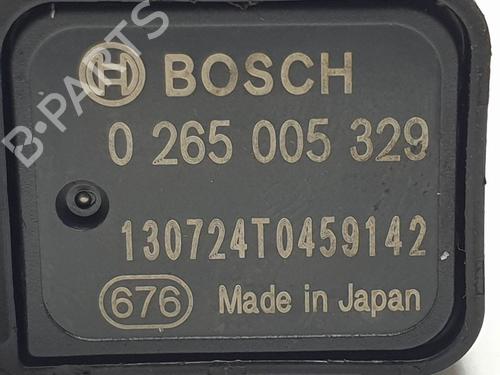 BOSCH
0 265 005 329
130724T0459142
676 Made in Japan
B-PARTS